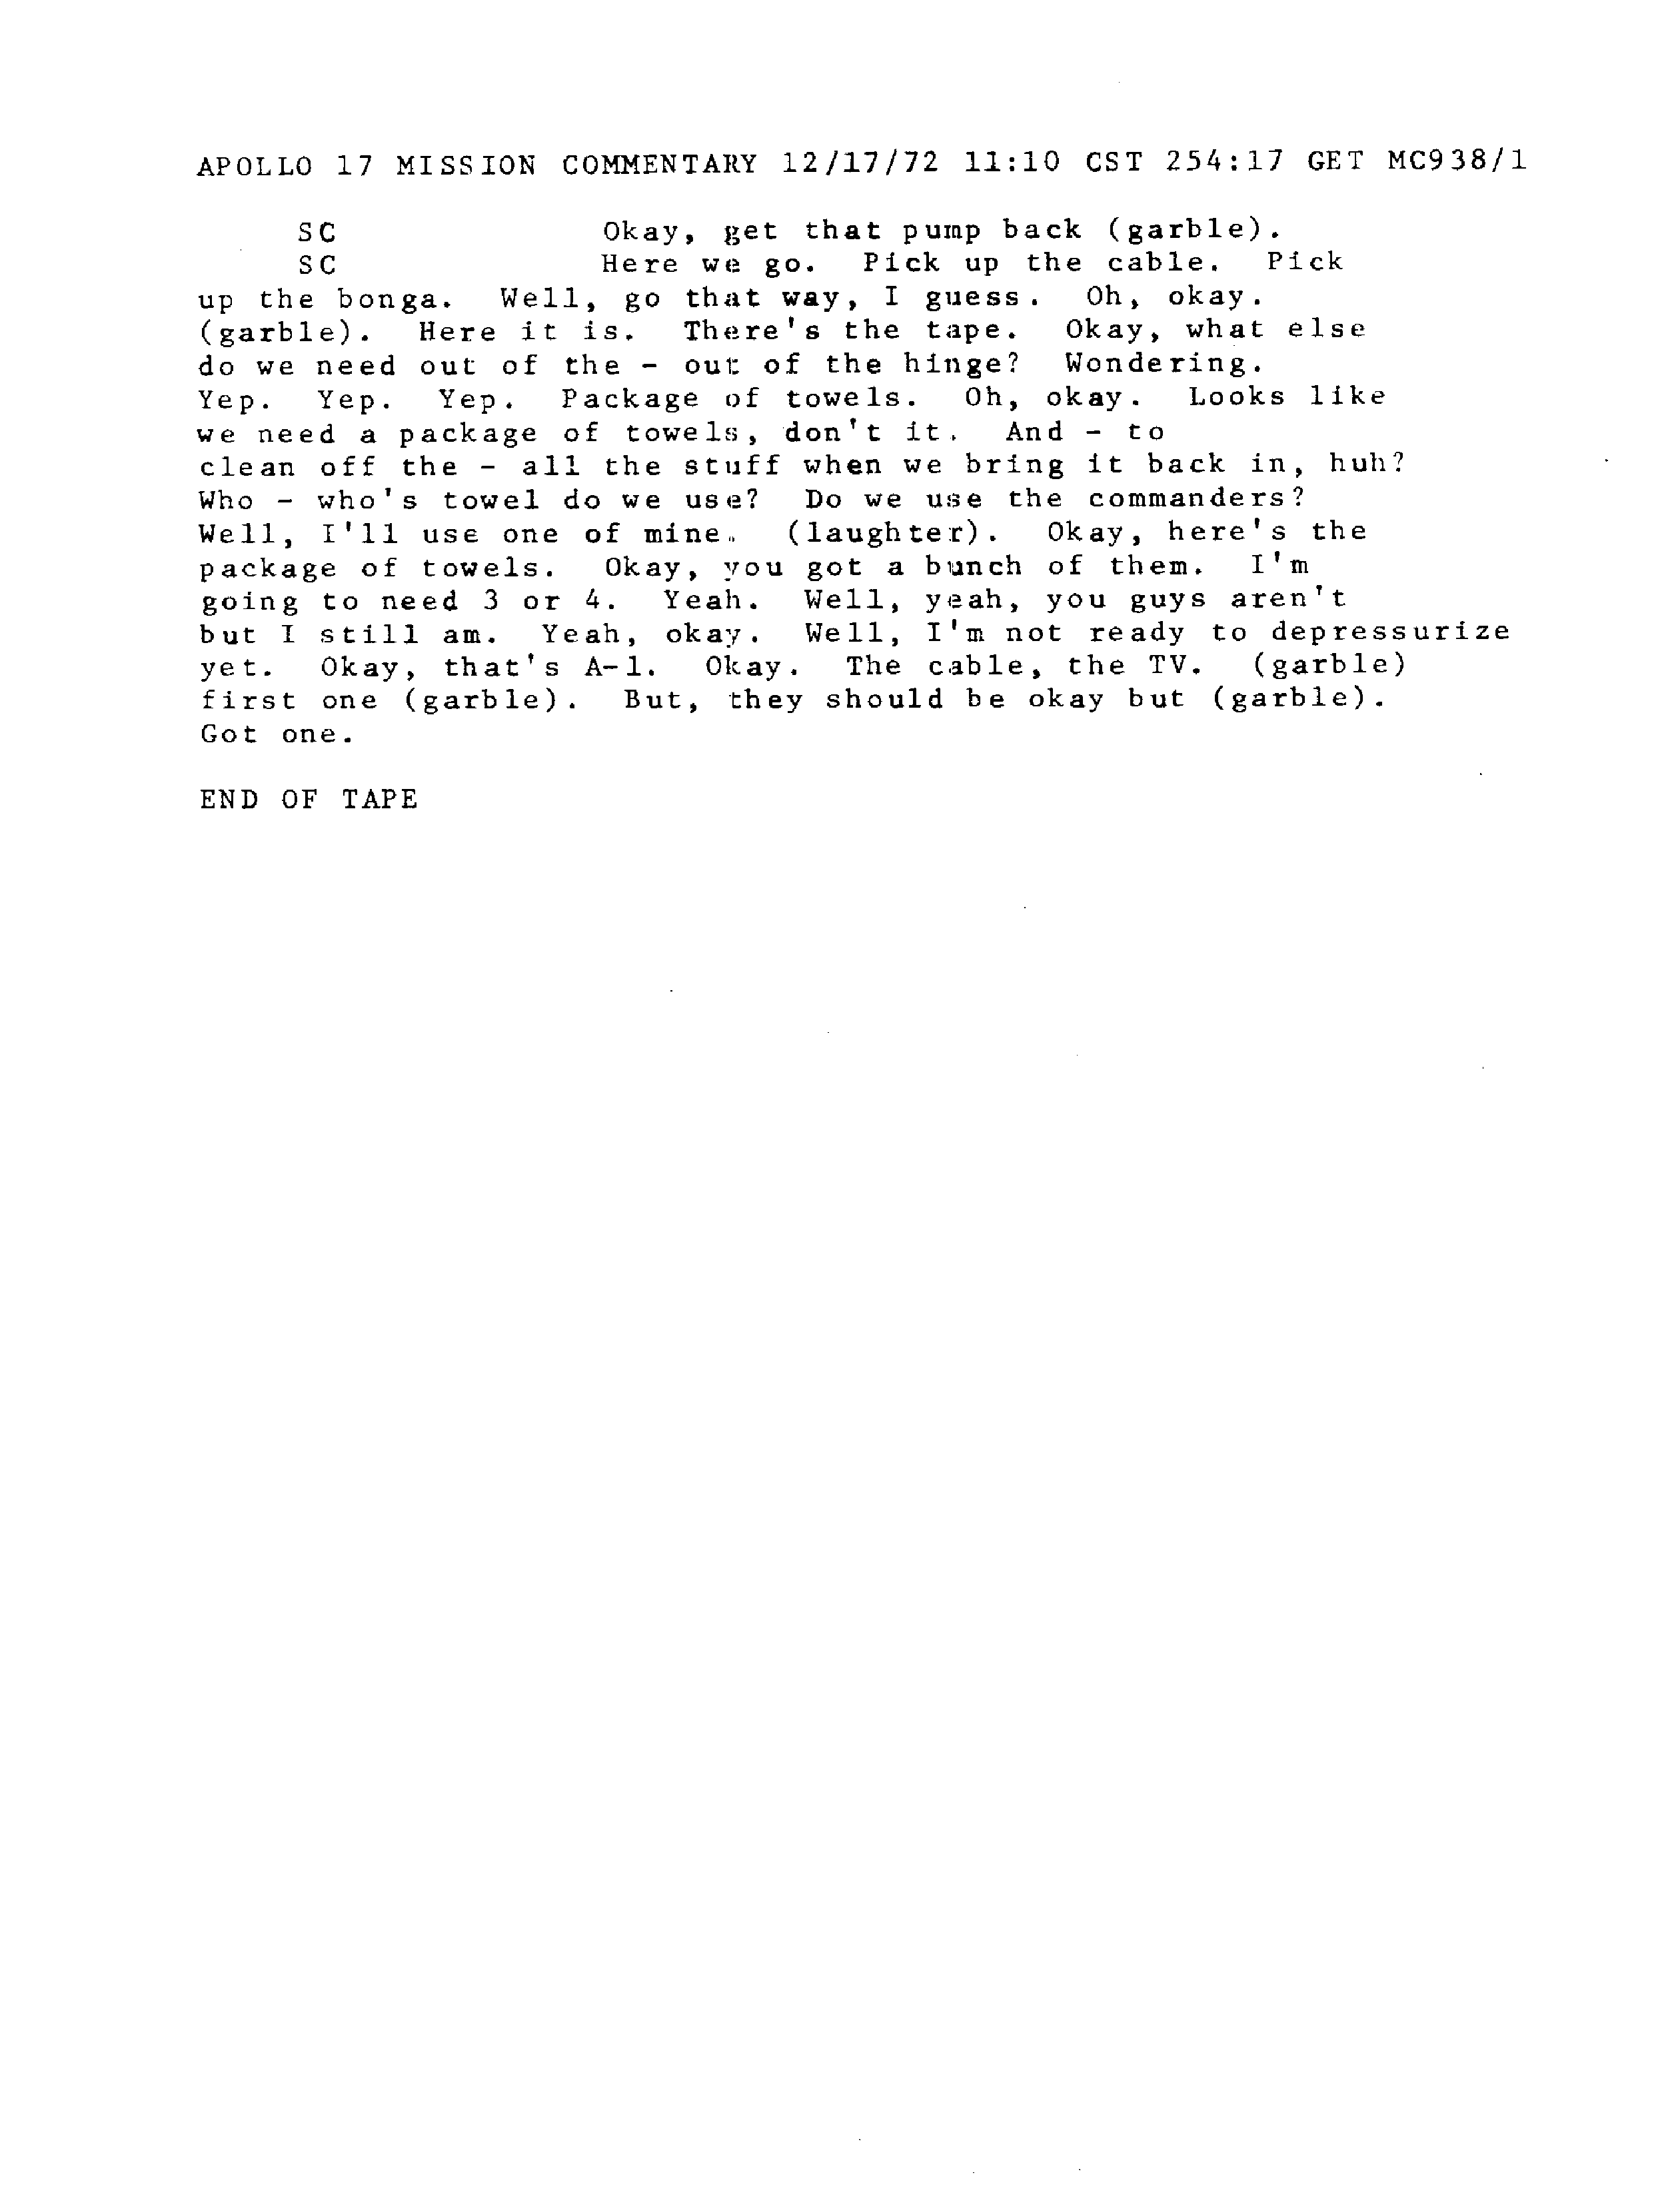 APOLLO 17 MISSION COMMENTARY 12/17/72 11:10 CST 254:17 GET MC938/1
SC Okay, get that pump back (garble).
SC Here we go. Pick up the cable. Pick
up the bonga. Well, go that way, I guess. Oh, okay.
(garble). Here it is. There's the tape. Okay, what else
do we need out of the - out of the hinge? Wondering.
Yep. Yep. Yep. Package of towels. Oh, okay. Looks like
we need a package of towels, don't it. And - to
clean off the - all the stuff when we bring it back in, huh?
Who - who's towel do we use? Do we use the commanders?
Well, I'll use one of mine. (laughter). Okay, here's the
package of towels. Okay, you got a bunch of them. I'm
going to need 3 or 4. Yeah. Well, yeah, you guys aren't
but I still am. Yeah, okay. Well, I'm not ready to depressurize
yet. Okay, that's A-1. Okay. The cable, the TV. (garble)
first one (garble). But, they should be okay but (garble).
Got one.
END OF TAPE